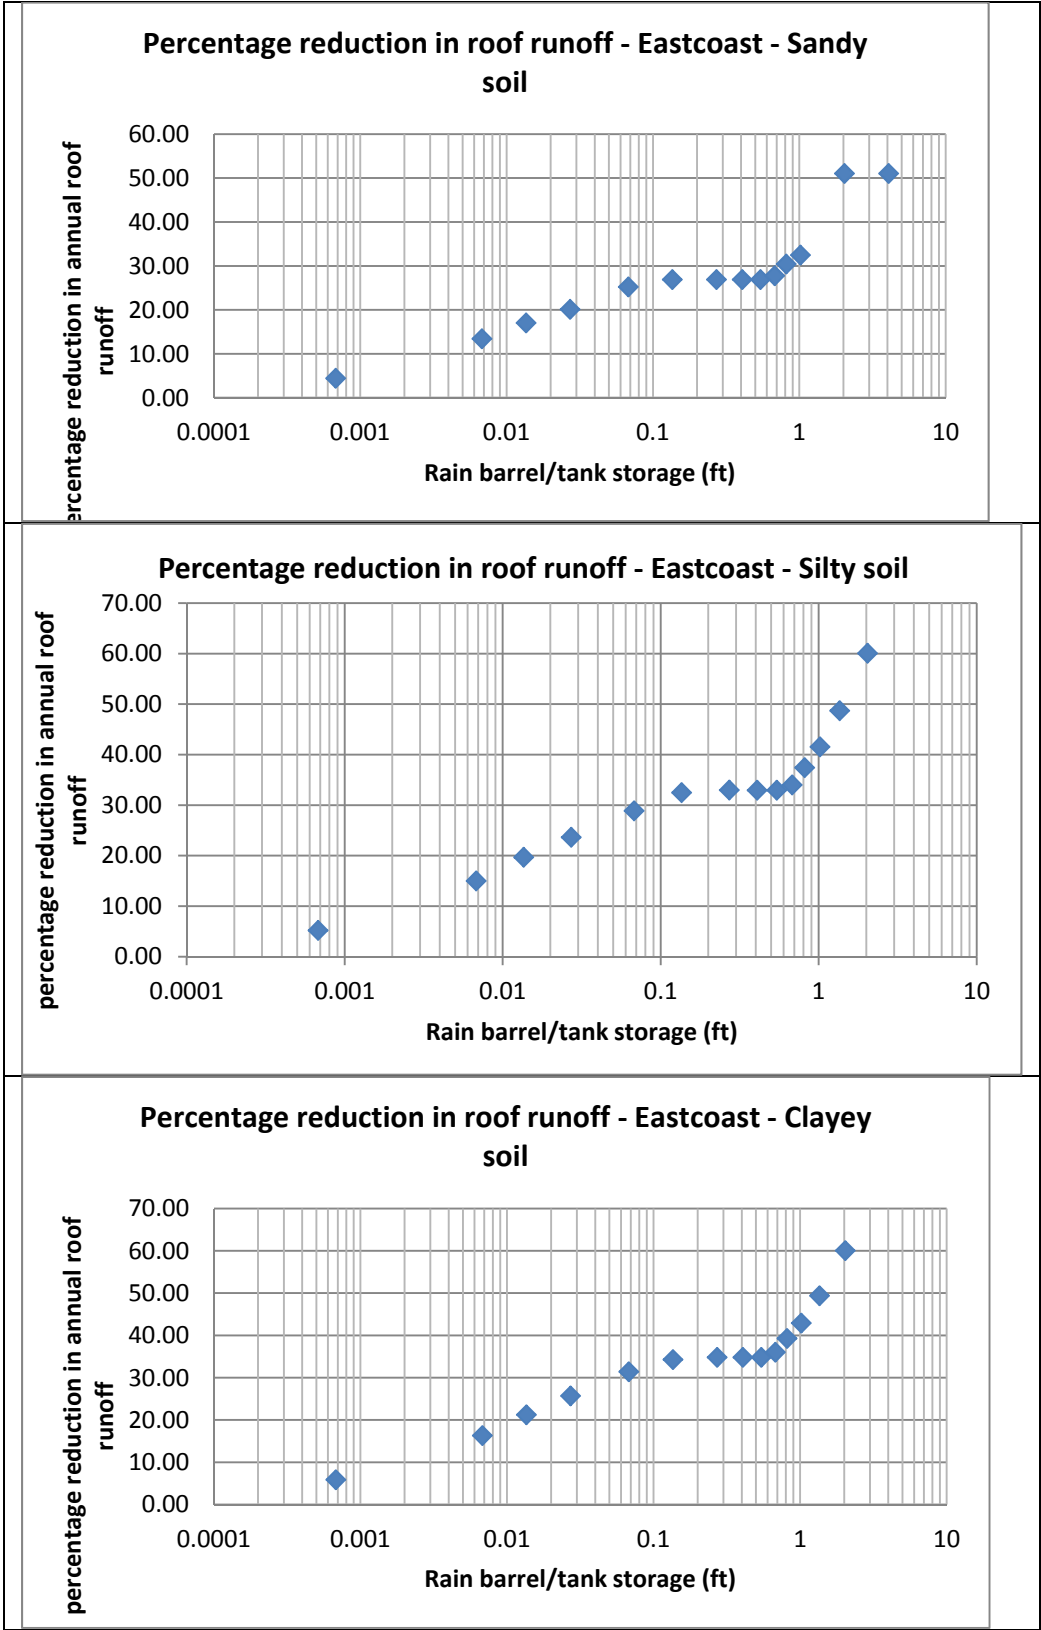 Percentage reduction in roof runoff - Eastcoast - Sandy
soil
ercentage reduction in annual roof
runoff
60.00
50.00
40.00
30.00
20.00
10.00
0.00
0.0001 0.001 0.01 0.1 1 10
Rain barrel/tank storage (ft)
Percentage reduction in roof runoff - Eastcoast - Silty soil
percentage reduction in annual roof
runoff
70.00
60.00
50.00
40.00
30.00
20.00
10.00
0.00
0.0001 0.001 0.01 0.1 1 10
Rain barrel/tank storage (ft)
Percentage reduction in roof runoff - Eastcoast - Clayey
soil
percentage reduction in annual roof
runoff
70.00
60.00
50.00
40.00
30.00
20.00
10.00
0.00
0.0001 0.001 0.01 0.1 1 10
Rain barrel/tank storage (ft)